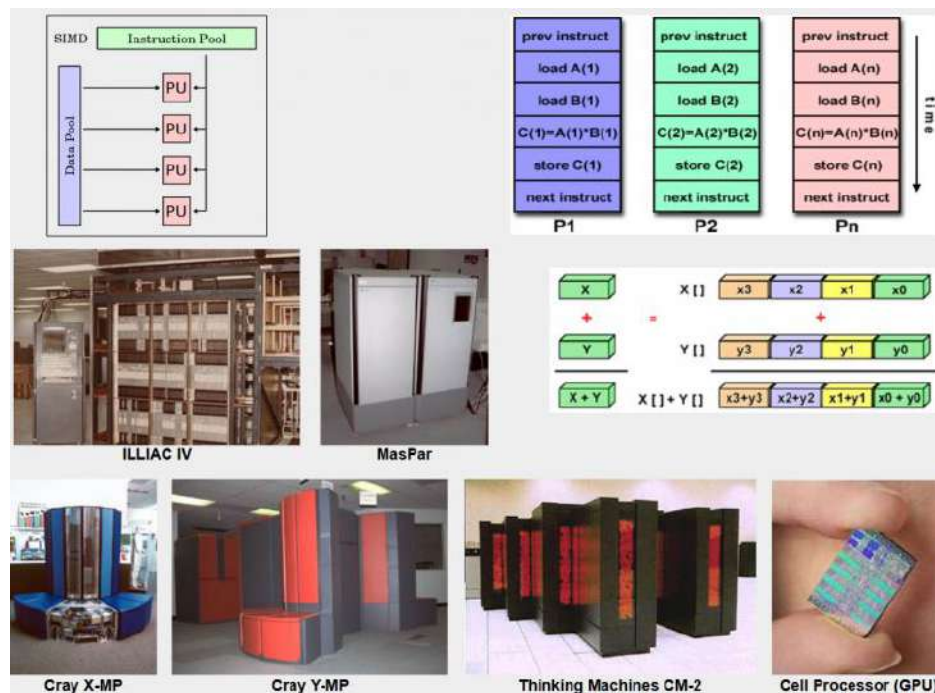 SIMD
Instruction Pool
Data Pool
PU
PU
PU
PU
prev instruct
load A(1)
load B(1)
C(1)=A(1)*B(1)
store C(1)
next instruct
P1
prev instruct
load A(2)
load B(2)
C(2)=A(2)*B(2)
store C(2)
next instruct
P2
prev instruct
load A(n)
load B(n)
C(n)=A(n)*B(n)
store C(n)
next instruct
Pn
time
ILLIAC IV
MasPar
X
+
Y
X + Y
=
X [ ] x3 x2 x1 x0
+
Y [ ] y3 y2 y1 y0
X [ ] + Y [ ] x3+y3 x2+y2 x1+y1 x0 + y0
Cray X-MP
Cray Y-MP
Thinking Machines CM-2
Cell Processor (GPU)